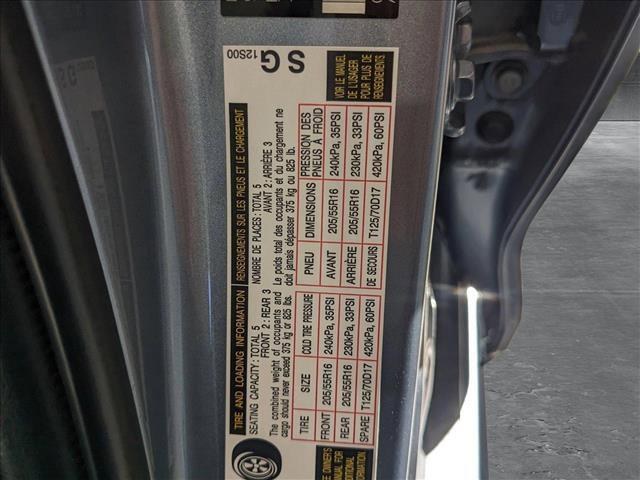 TIRE AND LOADING INFORMATION
RENSEIGNEMENTS SUR LES PNEUS ET LE CHARGEMENT
SEATING CAPACITY: TOTAL 5
FRONT 2: REAR 3
The combined weight of occupants and
cargo should never exceed 375 kg or 825 lbs.
NOMBRE DE PLACES: TOTAL 5
AVANT 2: ARRIÈRE 3
Le poids total des occupants et du chargement ne
doit jamais dépasser 375 kg ou 825 lb.
S G
12S00
TIRE SIZE COLD TIRE PRESSURE
FRONT 205/55R16 240kPa, 35PSI
REAR 205/55R16 230kPa, 33PSI
SPARE T125/70D17 420kPa, 60PSI
PNEU DIMENSIONS PRESSION DES
PNEUS À FROID
AVANT 205/55R16 240kPa, 35PSI
ARRIÈRE 205/55R16 230kPa, 33PSI
DE SECOURS T125/70D17 420kPa, 60PSI
OWNER'S
MANUAL FOR
INFORMATION
VOIR LE MANUEL
DE L'USAGER
POUR PLUS DE
RENSEIGNEMENTS